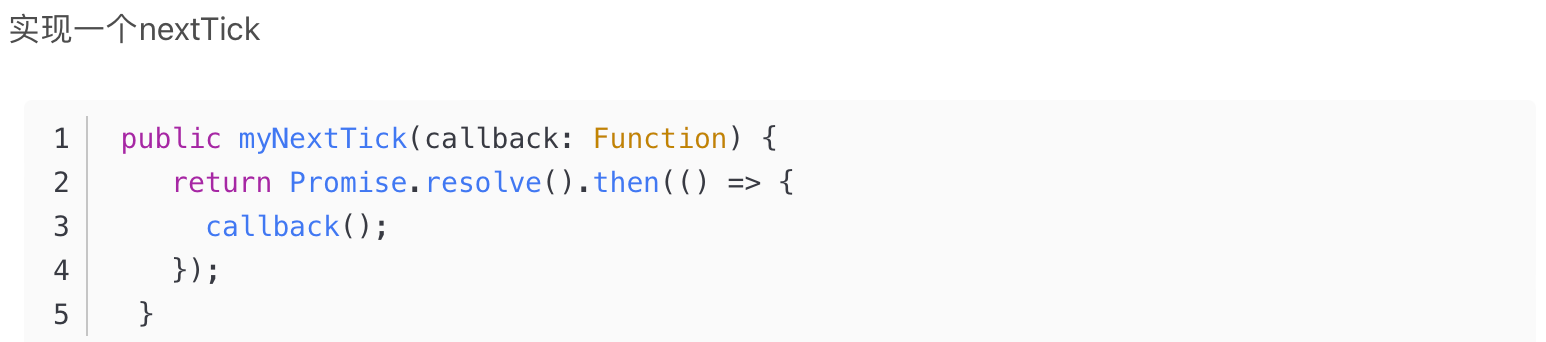 实现一个nextTick
1 public myNextTick(callback: Function) {
2 return Promise.resolve().then(() => {
3 callback();
4 });
5 }